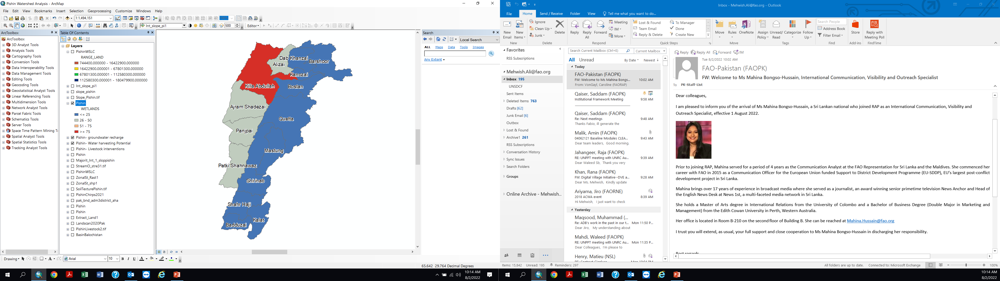 Pishin Watershed Analysis - ArcMap
File Edit View Bookmarks Insert Selection Geoprocessing Customize Windows Help
1:1,494,151
Int_slope_pi1
500
Editor
ArcToolbox
ArcToolbox
3D Analyst Tools
Analysis Tools
Cartography Tools
Conversion Tools
Data Interoperability Tools
Data Management Tools
Editing Tools
Geocoding Tools
Geostatistical Analyst Tools
Linear Referencing Tools
Multidimension Tools
Network Analyst Tools
Parcel Fabric Tools
Schematics Tools
Server Tools
Space Time Pattern Mining T
Spatial Analyst Tools
Spatial Statistics Tools
Tracking Analyst Tools
Table Of Contents
Layers
PishinWSLC
RANGE_LAND
744400.000000 - 16422900.000000
16422900.000001 - 67801300.000000
67801300.000001 - 112580300.000000
112580300.000001 - 180479900.000000
Int_slope_pi1
slope_pishin
Slope_Pishin.tif
Pishin
WETLANDS
<= 25
26 - 50
51 - 75
>= 75
Pishin- groundwater recharge
Pishin- Water harvesting Potential
Pishin- Livestock interventions
Pishin
Majorit_Int_1_sloppishin
StreamO_stre31.tif
PishinWSLC
ZonalSt_Rast1
ZonalSt_shp1
SoilTexturePishin.tif
PishinChirps2021
pak_bnd_adm3district_aha
Pishin
Pishin
Extract_Land1
Landscan2020Pak
PishinLivestock2.tif
BasinBalochistan
Dab Khanzai
Barshoor
Alizai
Kanozai
Killa Abdullah
Bostan
Ajram Shadezai
Quetta
Panjpai
Mastung
Patki Shahnawaz
Shirinab
Shahr Haji
Kalat
Badduzai
Search
Local Search
ALL Maps Data Tools Images
Any Extent
Drawing
Arial
10
B I U A
65.642 29.764 Decimal Degrees
10:14 AM
8/2/2022
Inbox - Mehwish.Ali@fao.org - Outlook
File Home Send / Receive Folder View Tell me what you want to do...
New Email
New Items
New
Ignore
Clean Up
Junk
Delete
Delete
Reply
Reply All
Forward
Meeting
IM
More
Respond
Lost & Found
Team Email
Reply & Delete
To Manager
Done
Create New
Quick Steps
Move
Rules
OneNote
Move
Assign Policy
Unread/ Read
Categorize
Follow Up
Tags
Search People
Address Book
Filter Email
Find
Store
Add-ins
Reply with Meeting Poll
FindTime
Favorites
RSS Subscriptions
Mehwish.Ali@fao.org
Inbox 195
UNSDCF
Sent Items
Deleted Items 763
Drafts [62]
Junk Email [6]
Outbox
Lost & Found
Archive1 261
RSS Subscriptions
Conversation History
Sync Issues
Search Folders
Groups
Online Archive - Mehwish...
Search Current Mailbox (Ctrl+E)
Current Mailbox
All Unread
By Date Newest
Today
FAO-Pakistan (FAOPK)
FW: Welcome to Ms Mahina Bongs... 10:02 AM
From: VonGayl, Caroline (FAORAP)
Qaiser, Saddam (FAOPK)
Institutional Framework Meeting 9:58 AM
Qaiser, Saddam (FAOPK)
Re: Next meetings 9:48 AM
Thanks Fabio, ill generate the
Malik, Amin (FAOPK)
04062121 Baseline Modules CLEA... 9:43 AM
Dear team leaders, Good morning.
Jahangeer, Raja (FAOPK)
RE: UNPPT meeting with UNRC Au... 9:39 AM
Dear Waleed Sb, Thank you very
Khan, Rana (FAOPK)
FW: Digital Village Initiative--DVE a... 9:28 AM
Dear Ms. Mehwish, Kindly update
Ariyama, Jiro (FAORNE)
2018 ACWA event 8:39 AM
Hi Mehwish, I just want to check
Yesterday
Maqsood, Muhammad (...
Re: ADB's work in the past in our t... Mon 11:50 P...
Dear Jiro, My understanding about
Mahdi, Waleed (FAOPK)
RE: UNPPT meeting with UNRC Au... Mon 11:35 P...
Dear Colleagues, I'm please to
Henry, Matieu (NSL)
Reply Reply All Forward IM
Tue 8/2/2022 10:02 AM
FAO-Pakistan (FAOPK)
FW: Welcome to Ms Mahina Bongso-Hussain, International Communication, Visibility and Outreach Specialist
To PK-Staff-List
Dear colleagues,
I am pleased to inform you of the arrival of Ms Mahina Bongso-Hussain, a Sri Lankan national who joined RAP as an International Communication, Visibility and
Outreach Specialist, effective 1 August 2022.
Prior to joining RAP, Mahina served for a period of 4 years as the Communication Analyst at the FAO Representation for Sri Lanka and the Maldives. She commenced her
career with FAO in 2015 as a Communication Officer for the European Union funded Support to District Development Programme (EU-SDDP), EU's largest post-conflict
development project in Sri Lanka.
Mahina brings over 17 years of experience in broadcast media where she served as a journalist, an award winning senior primetime television News Anchor and Head of
the English News Desk at News 1st, a multi-faceted media network in Sri Lanka.
She holds a Master of Arts degree in International Relations from the University of Colombo and a Bachelor of Business Degree (Double Major in Marketing and
Management) from the Edith Cowan University in Perth, Western Australia.
Her office is located in Room B-210 on the second floor of Building B. She can be reached at Mahina.Hussain@fao.org
I trust you will extend, as usual, your full support and close cooperation to Ms Mahina Bongso-Hussain in discharging her responsibility.
Items: 15,842 Unread: 195 Reminders: 297
All folders are up to date. Connected to: Microsoft Exchange 100%
10:14 AM
8/2/2022